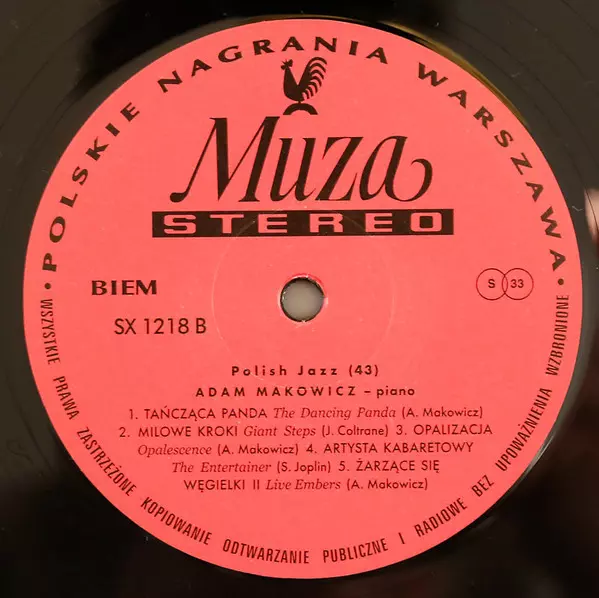 • POLSKIE NAGRANIA WARSZAWA •
Muza
STEREO
BIEM
S 33
SX 1218 B
Polish Jazz (43)
ADAM MAKOWICZ – piano
1. TAŃCZĄCA PANDA The Dancing Panda (A. Makowicz)
2. MILOWE KROKI Giant Steps (J. Coltrane) 3. OPALIZACJA
Opalescence (A. Makowicz) 4. ARTYSTA KABARETOWY
The Entertainer (S. Joplin) 5. ŻARZĄCE SIĘ
WĘGIELKI II Live Embers (A. Makowicz)
WSZYSTKIE PRAWA ZASTRZEŻONE KOPIOWANIE ODTWARZANIE PUBLICZNE I RADIOWE BEZ UPOWAŻNIENIA WZBRONIONE